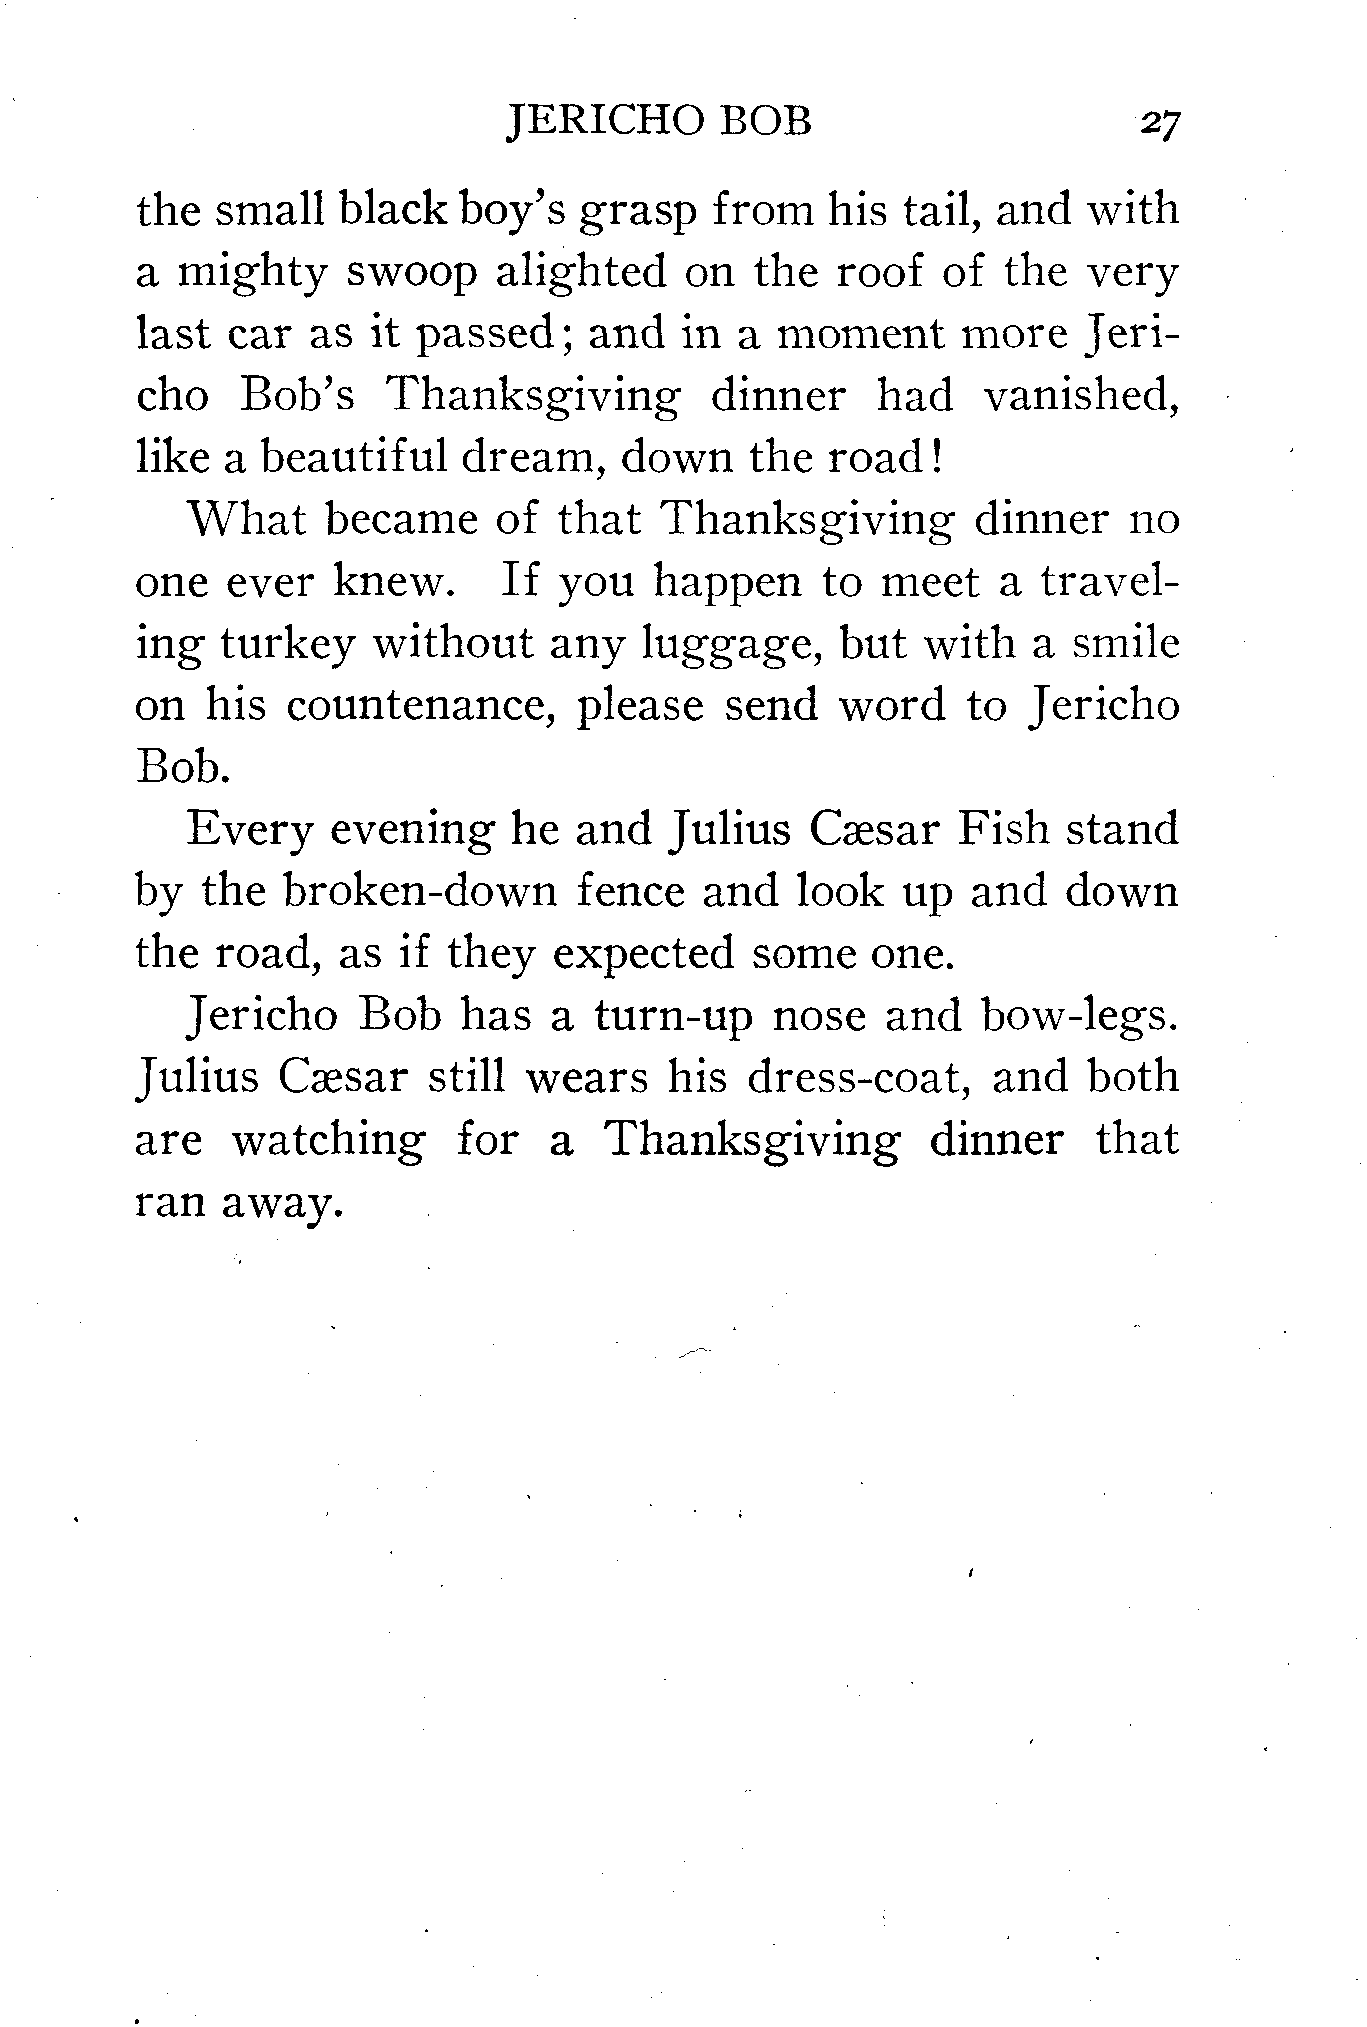 JERICHO BOB 27
the small black boy's grasp from his tail, and with
a mighty swoop alighted on the roof of the very
last car as it passed; and in a moment more Jeri-
cho Bob's Thanksgiving dinner had vanished,
like a beautiful dream, down the road!
What became of that Thanksgiving dinner no
one ever knew. If you happen to meet a travel-
ing turkey without any luggage, but with a smile
on his countenance, please send word to Jericho
Bob.
Every evening he and Julius Cæsar Fish stand
by the broken-down fence and look up and down
the road, as if they expected some one.
Jericho Bob has a turn-up nose and bow-legs.
Julius Cæsar still wears his dress-coat, and both
are watching for a Thanksgiving dinner that
ran away.